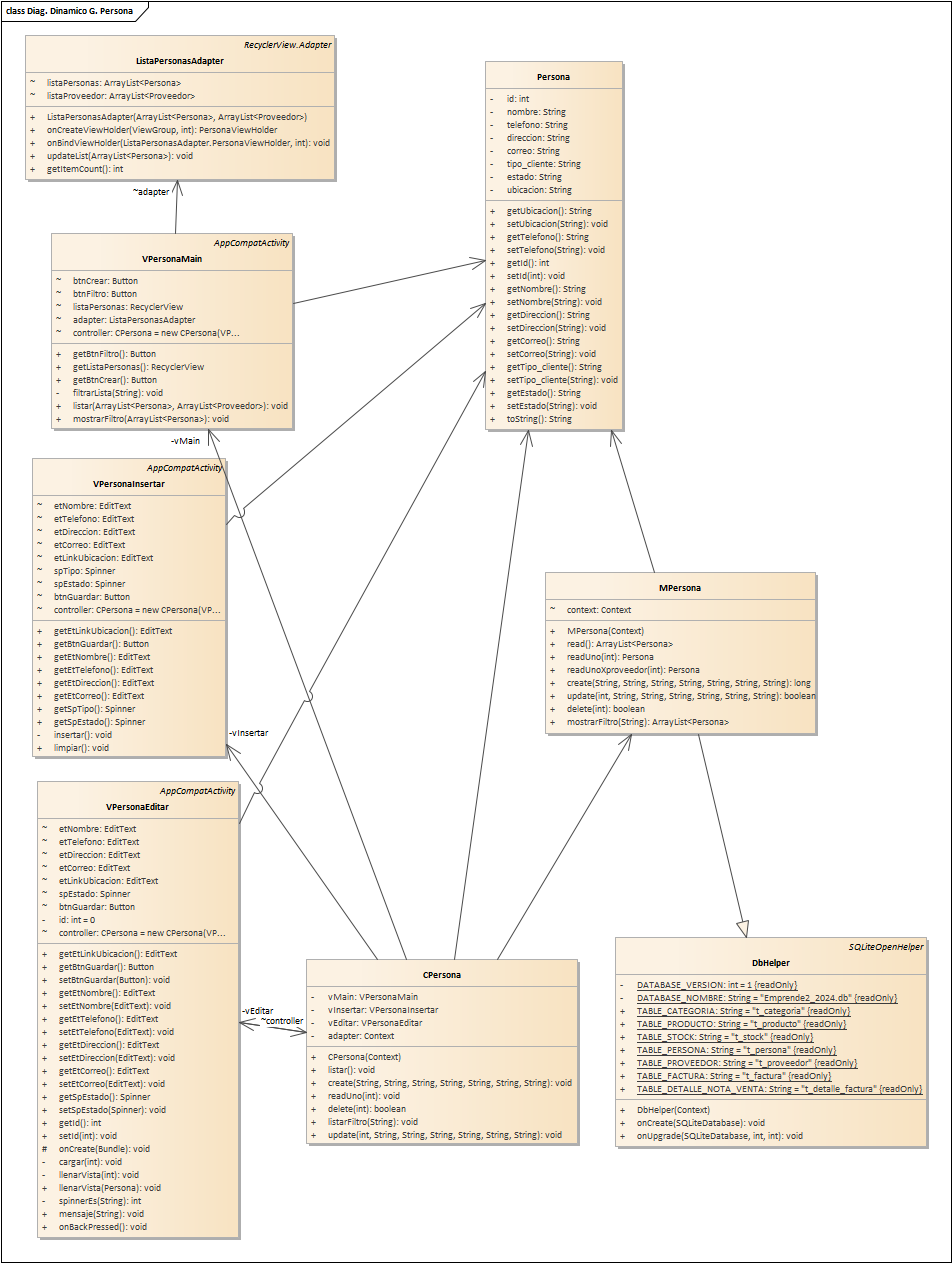 class Diag. Dinamico G. Persona
RecyclerView.Adapter
ListaPersonasAdapter
~ listaPersonas: ArrayList<Persona>
~ listaProveedor: ArrayList<Proveedor>
+ ListaPersonasAdapter(ArrayList<Persona>, ArrayList<Proveedor>)
+ onCreateViewHolder(ViewGroup, int): PersonaViewHolder
+ onBindViewHolder(ListaPersonasAdapter.PersonaViewHolder, int): void
+ updateList(ArrayList<Persona>): void
+ getItemCount(): int
~adapter
AppCompatActivity
VPersonaMain
~ btnCrear: Button
~ btnFiltro: Button
~ listaPersonas: RecyclerView
~ adapter: ListaPersonasAdapter
~ controller: CPersona = new CPersona(VP...
+ getBtnFiltro(): Button
+ getListaPersonas(): RecyclerView
+ getBtnCrear(): Button
- filtrarLista(String): void
+ listar(ArrayList<Persona>, ArrayList<Proveedor>): void
+ mostrarFiltro(ArrayList<Persona>): void
-vMain
Persona
- id: int
- nombre: String
- telefono: String
- direccion: String
- correo: String
- tipo_cliente: String
- estado: String
- ubicacion: String
+ getUbicacion(): String
+ setUbicacion(String): void
+ getTelefono(): String
+ setTelefono(String): void
+ getId(): int
+ setId(int): void
+ getNombre(): String
+ setNombre(String): void
+ getDireccion(): String
+ setDireccion(String): void
+ getCorreo(): String
+ setCorreo(String): void
+ getTipo_cliente(): String
+ setTipo_cliente(String): void
+ getEstado(): String
+ setEstado(String): void
+ toString(): String
AppCompatActivity
VPersonaInsertar
~ etNombre: EditText
~ etTelefono: EditText
~ etDireccion: EditText
~ etCorreo: EditText
~ etLinkUbicacion: EditText
~ spTipo: Spinner
~ spEstado: Spinner
~ btnGuardar: Button
~ controller: CPersona = new CPersona(VP...
+ getEtLinkUbicacion(): EditText
+ getBtnGuardar(): Button
+ getEtNombre(): EditText
+ getEtTelefono(): EditText
+ getEtDireccion(): EditText
+ getEtCorreo(): EditText
+ getSpTipo(): Spinner
+ getSpEstado(): Spinner
- insertar(): void
+ limpiar(): void
-vInsertar
MPersona
~ context: Context
+ MPersona(Context)
+ read(): ArrayList<Persona>
+ readUno(int): Persona
+ readUnoXproveedor(int): Persona
+ create(String, String, String, String, String, String, String): long
+ update(int, String, String, String, String, String, String): boolean
+ delete(int): boolean
+ mostrarFiltro(String): ArrayList<Persona>
AppCompatActivity
VPersonaEditar
~ etNombre: EditText
~ etTelefono: EditText
~ etDireccion: EditText
~ etCorreo: EditText
~ etLinkUbicacion: EditText
~ spEstado: Spinner
~ btnGuardar: Button
- id: int = 0
~ controller: CPersona = new CPersona(VP...
+ getEtLinkUbicacion(): EditText
+ getBtnGuardar(): Button
+ setBtnGuardar(Button): void
+ getEtNombre(): EditText
+ setEtNombre(EditText): void
+ getEtTelefono(): EditText
+ setEtTelefono(EditText): void
+ getEtDireccion(): EditText
+ setEtDireccion(EditText): void
+ getEtCorreo(): EditText
+ setEtCorreo(EditText): void
+ getSpEstado(): Spinner
+ setSpEstado(Spinner): void
+ getId(): int
+ setId(int): void
# onCreate(Bundle): void
- cargar(int): void
- llenarVista(int): void
+ llenarVista(Persona): void
- spinnerEs(String): int
+ mensaje(String): void
+ onBackPressed(): void
-vEditar
~controller
CPersona
- vMain: VPersonaMain
- vInsertar: VPersonaInsertar
- vEditar: VPersonaEditar
- adapter: Context
+ CPersona(Context)
+ listar(): void
+ create(String, String, String, String, String, String, String): void
+ readUno(int): void
+ delete(int): boolean
+ listarFiltro(String): void
+ update(int, String, String, String, String, String, String): void
SQLiteOpenHelper
DbHelper
- DATABASE_VERSION: int = 1 {readOnly}
- DATABASE_NOMBRE: String = "Emprende2_2024.db" {readOnly}
+ TABLE_CATEGORIA: String = "t_categoria" {readOnly}
+ TABLE_PRODUCTO: String = "t_producto" {readOnly}
+ TABLE_STOCK: String = "t_stock" {readOnly}
+ TABLE_PERSONA: String = "t_persona" {readOnly}
+ TABLE_PROVEEDOR: String = "t_proveedor" {readOnly}
+ TABLE_FACTURA: String = "t_factura" {readOnly}
+ TABLE_DETALLE_NOTA_VENTA: String = "t_detalle_factura" {readOnly}
+ DbHelper(Context)
+ onCreate(SQLiteDatabase): void
+ onUpgrade(SQLiteDatabase, int, int): void